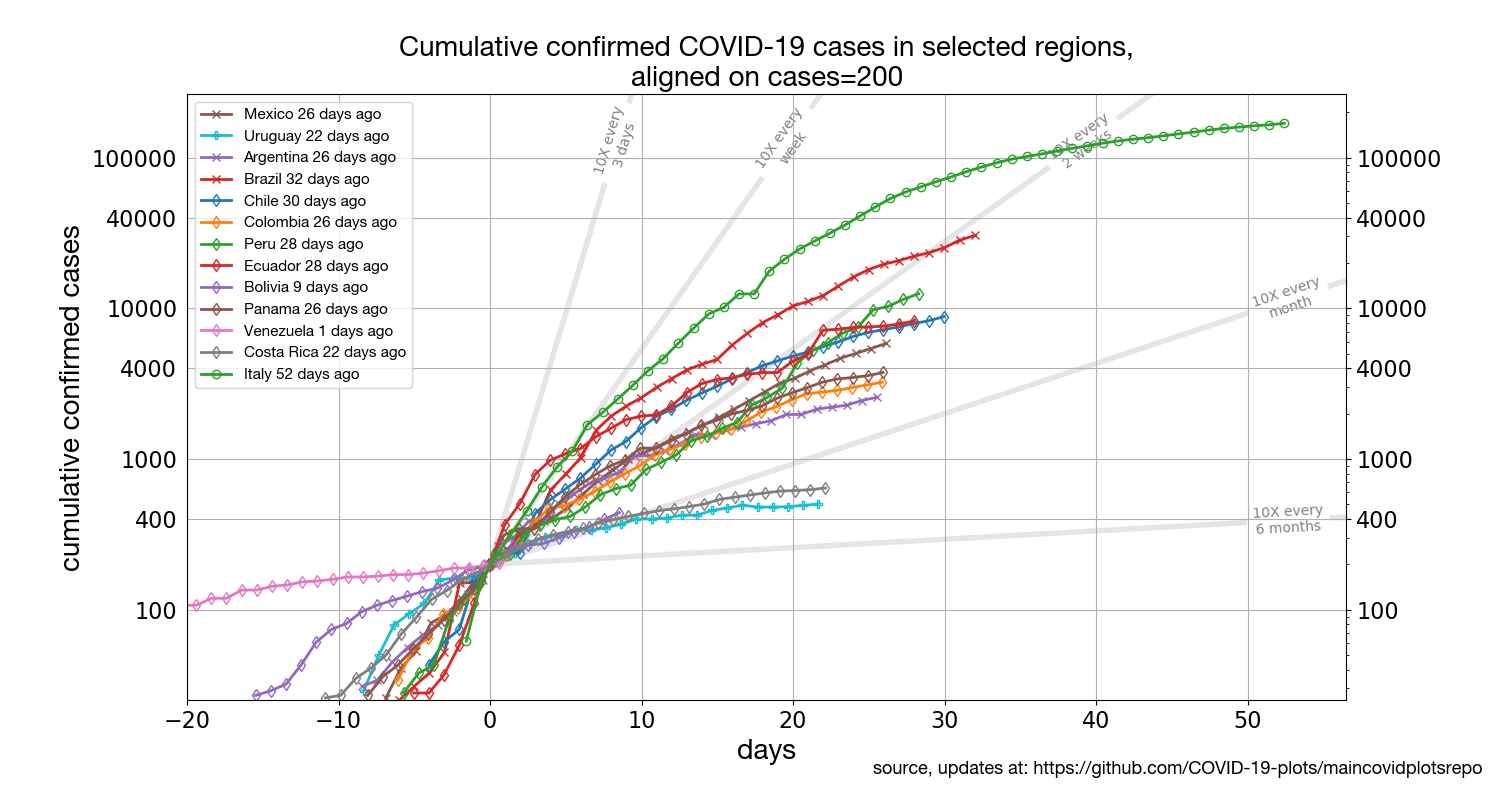 Cumulative confirmed COVID-19 cases in selected regions,
aligned on cases=200
10X every
3 days
10X every
week
10X every
2 weeks
10X every
month
10X every
6 months
Mexico 26 days ago
Uruguay 22 days ago
Argentina 26 days ago
Brazil 32 days ago
Chile 30 days ago
Colombia 26 days ago
Peru 28 days ago
Ecuador 28 days ago
Bolivia 9 days ago
Panama 26 days ago
Venezuela 1 days ago
Costa Rica 22 days ago
Italy 52 days ago
cumulative confirmed cases
100000
40000
10000
4000
1000
400
100
100000
40000
10000
4000
1000
400
100
−20
−10
0
10
20
30
40
50
days
source, updates at: https://github.com/COVID-19-plots/maincovidplotsrepo